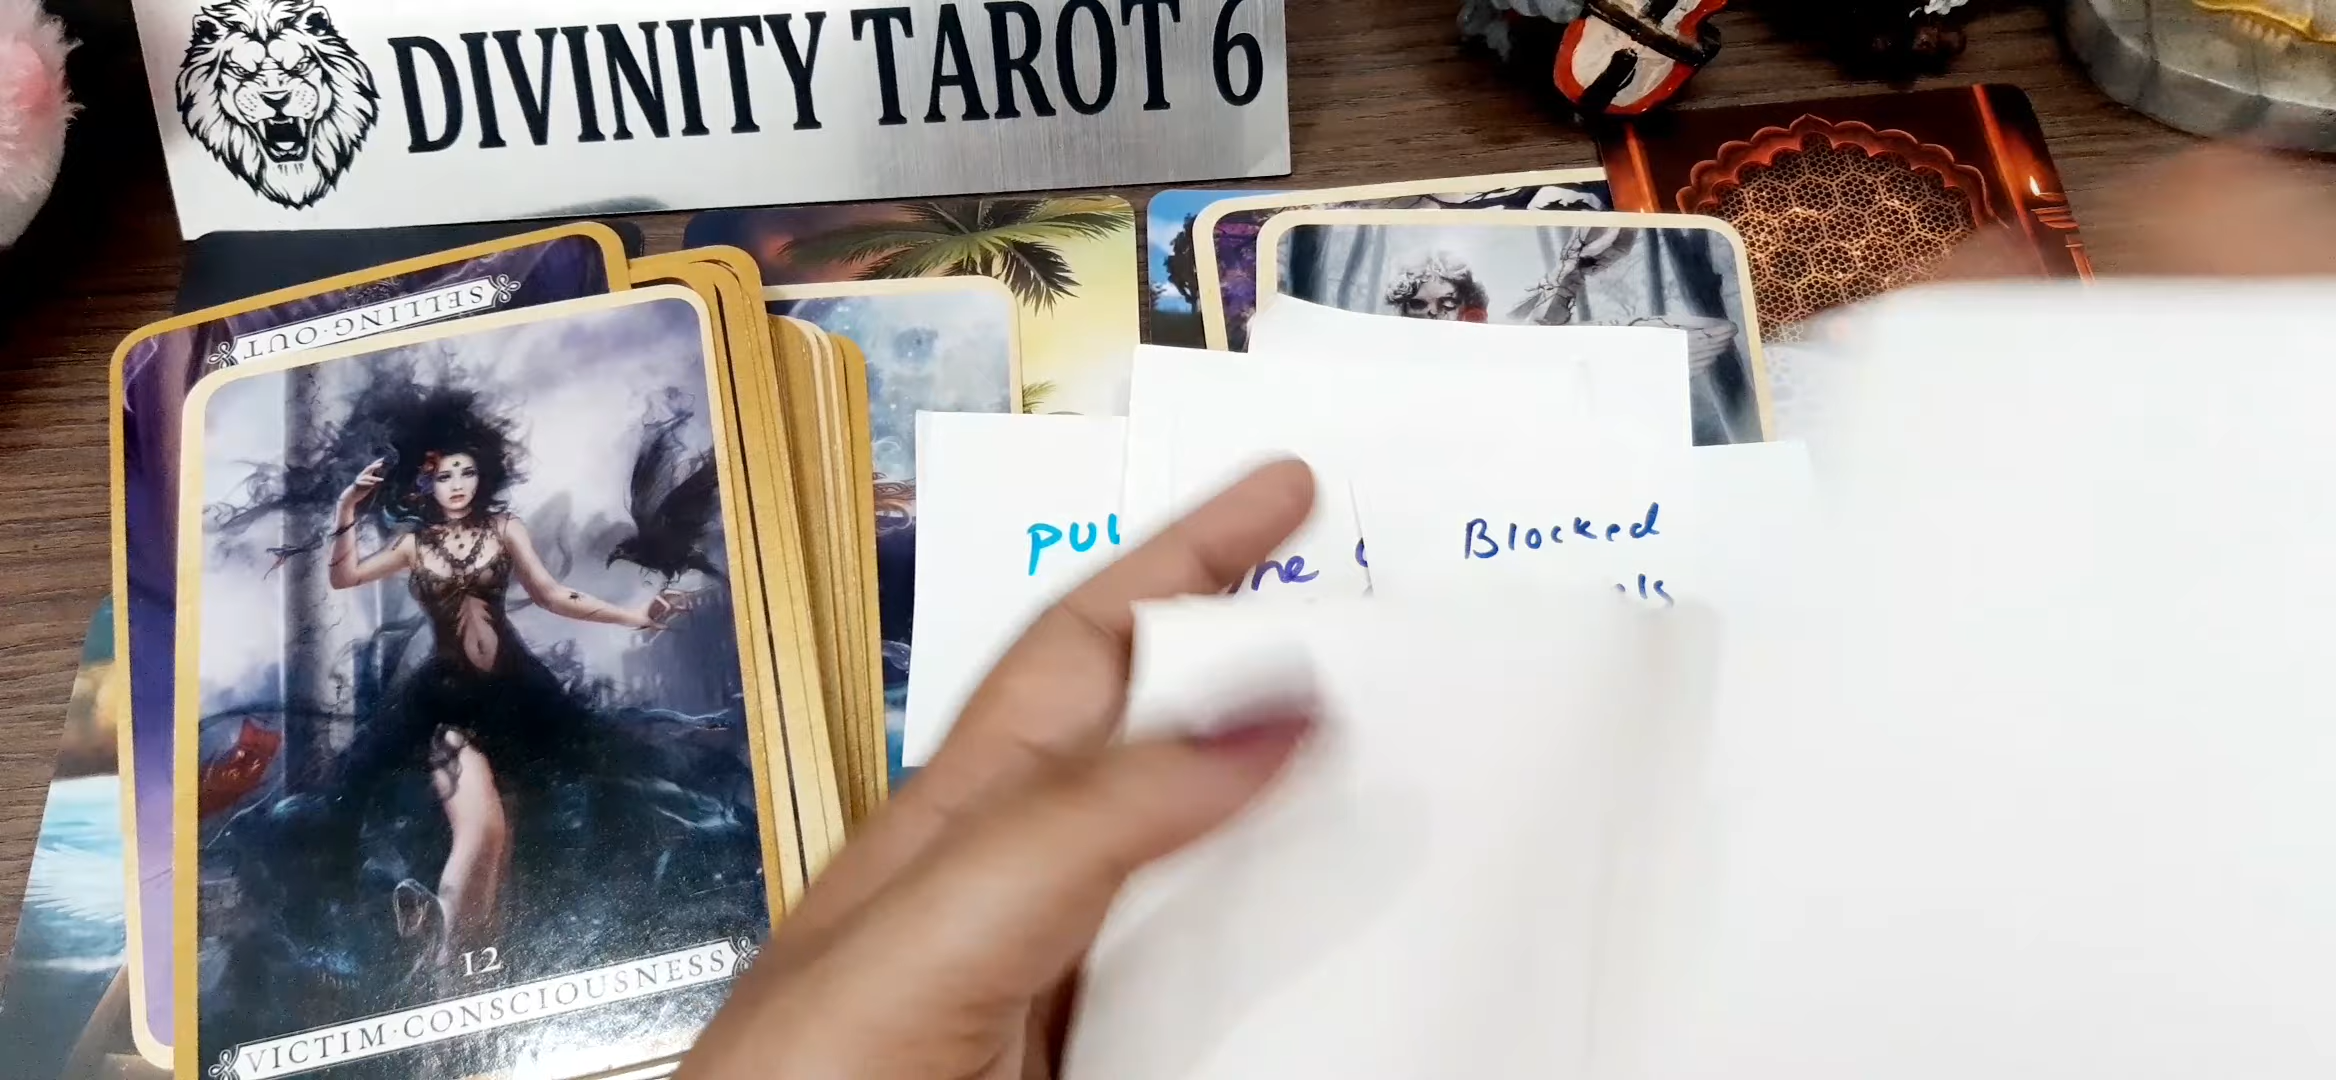 DIVINITY TAROT 6
SELLING·OUT
Blocked
12
VICTIM·CONSCIOUSNESS